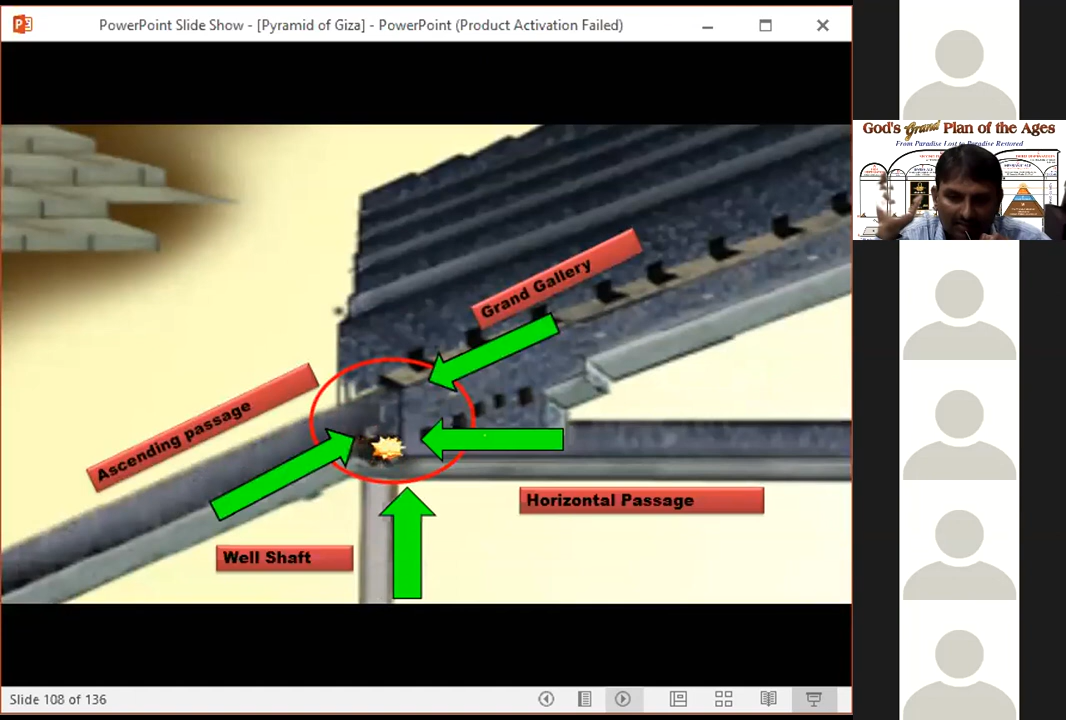 PowerPoint Slide Show - [Pyramid of Giza] - PowerPoint (Product Activation Failed)
God's Grand Plan of the Ages
From Paradise Lost to Paradise Restored
Grand Gallery
Ascending passage
Horizontal Passage
Well Shaft
Slide 108 of 136